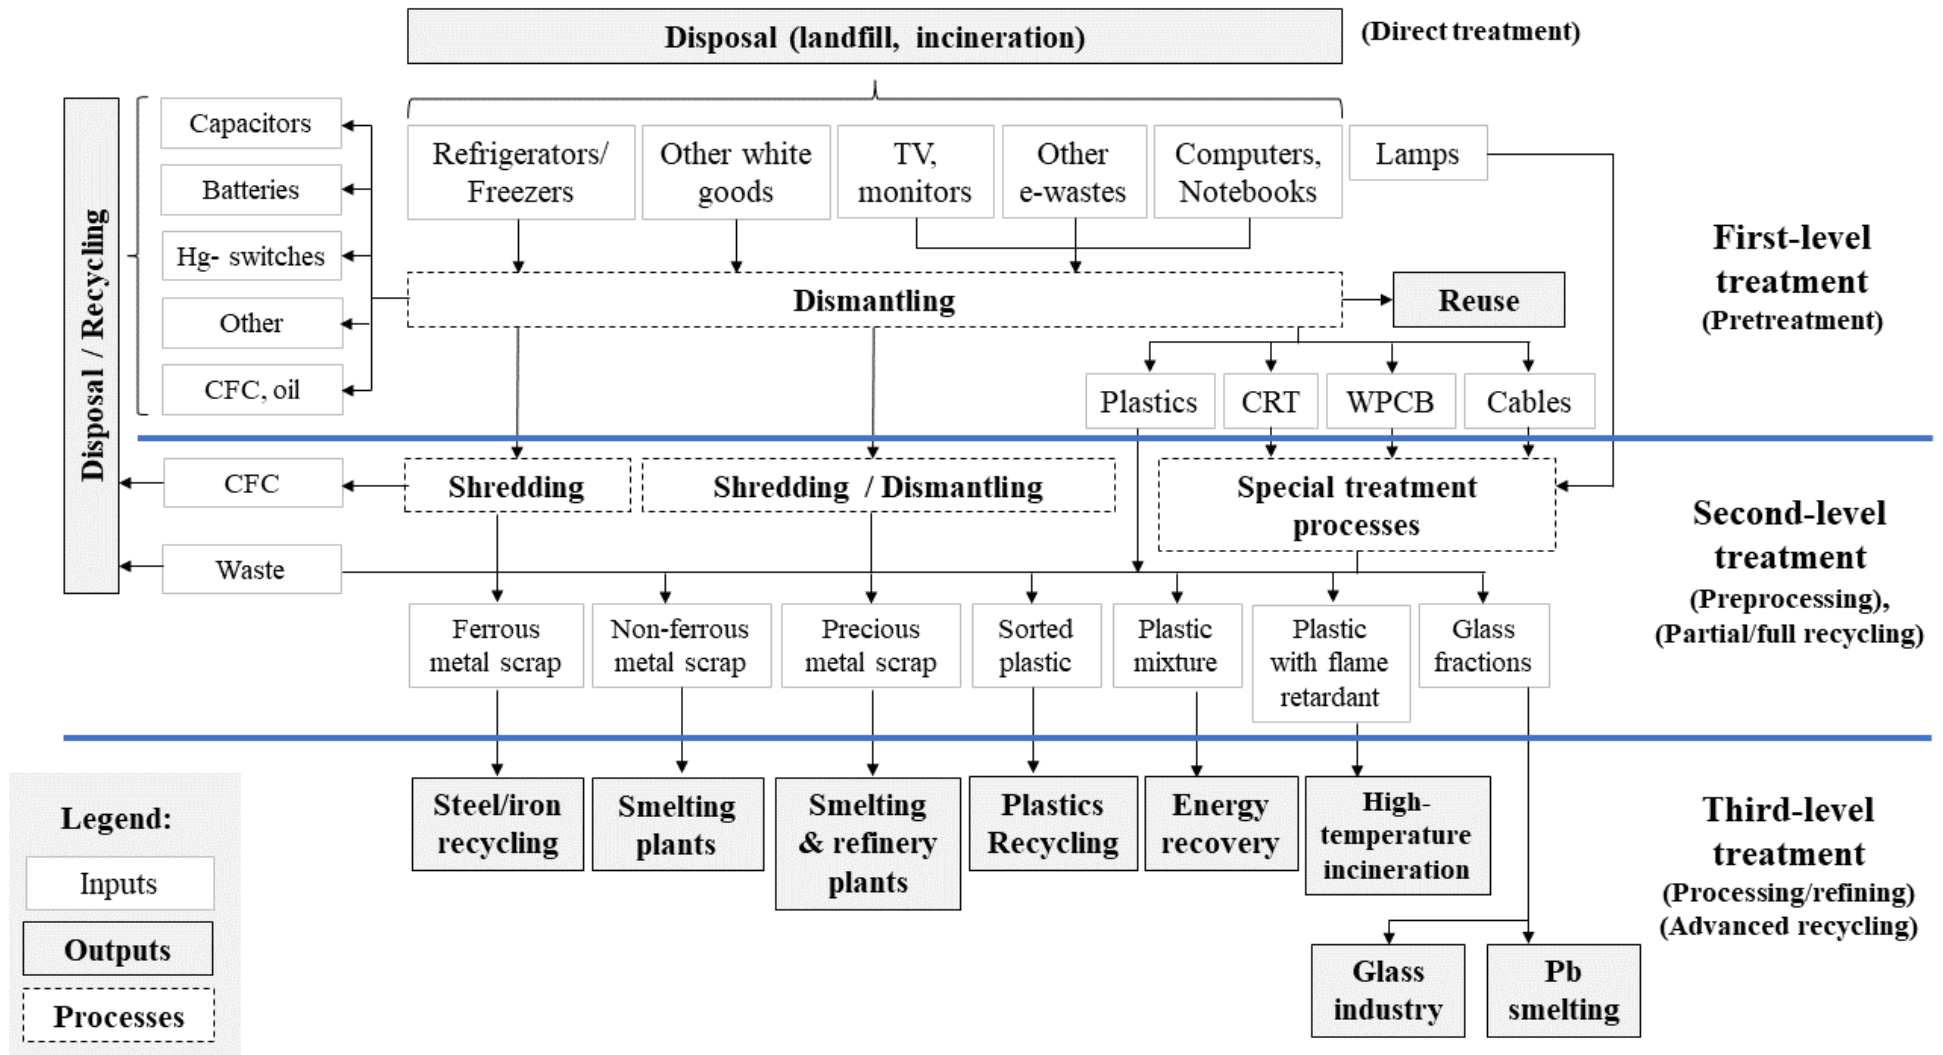 Disposal (landfill, incineration)
(Direct treatment)
Disposal / Recycling
Capacitors
Batteries
Hg- switches
Other
CFC, oil
Refrigerators/
Freezers
Other white
goods
TV,
monitors
Other
e-wastes
Computers,
Notebooks
Lamps
Dismantling
Reuse
First-level
treatment
(Pretreatment)
Plastics
CRT
WPCB
Cables
CFC
Shredding
Shredding / Dismantling
Special treatment
processes
Second-level
treatment
(Preprocessing),
(Partial/full recycling)
Waste
Ferrous
metal scrap
Non-ferrous
metal scrap
Precious
metal scrap
Sorted
plastic
Plastic
mixture
Plastic
with flame
retardant
Glass
fractions
Steel/iron
recycling
Smelting
plants
Smelting
& refinery
plants
Plastics
Recycling
Energy
recovery
High-
temperature
incineration
Third-level
treatment
(Processing/refining)
(Advanced recycling)
Glass
industry
Pb
smelting
Legend:
Inputs
Outputs
Processes